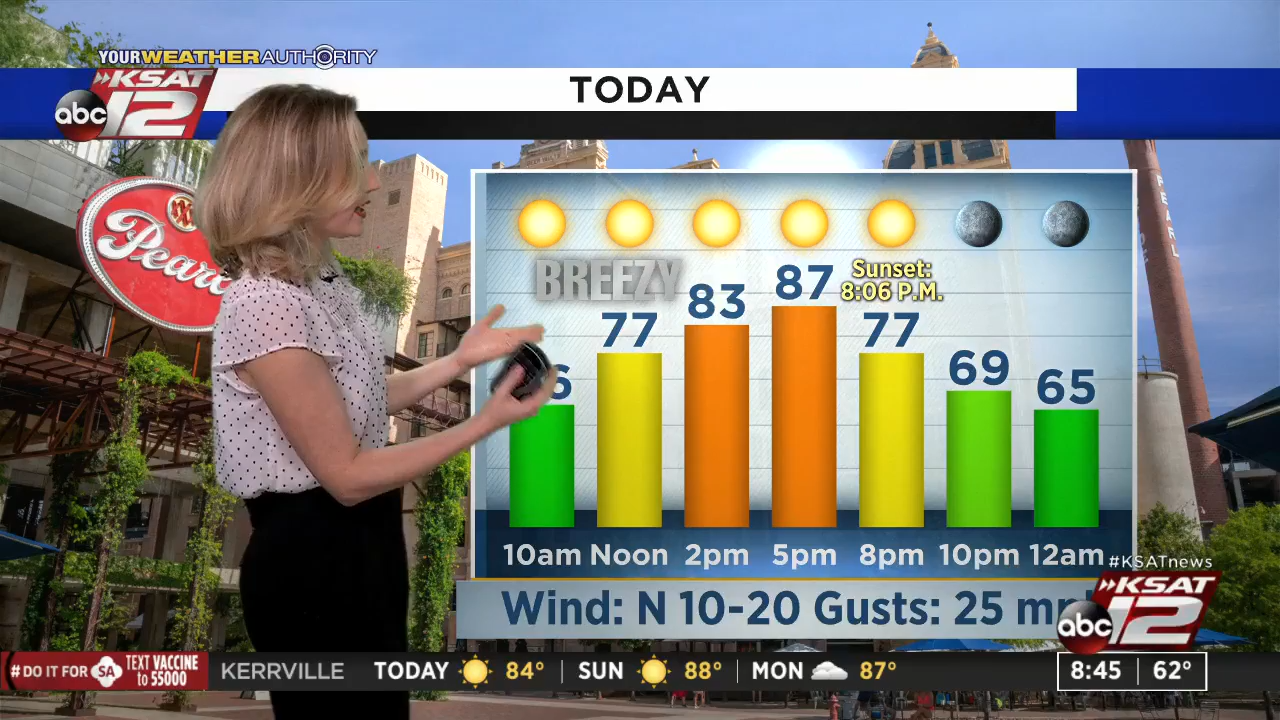 YOUR WEATHER AUTHORITY
KSAT
abc 12
TODAY
Pearl
BREEZY
Sunset:
8:06 P.M.
77 83 87 77 69 65
10am Noon 2pm 5pm 8pm 10pm 12am
Wind: N 10-20 Gusts: 25
#KSATnews
KSAT
abc 12
# DO IT FOR SA TEXT VACCINE to 55000
KERRVILLE TODAY 84° SUN 88° MON 87°
8:45 62°